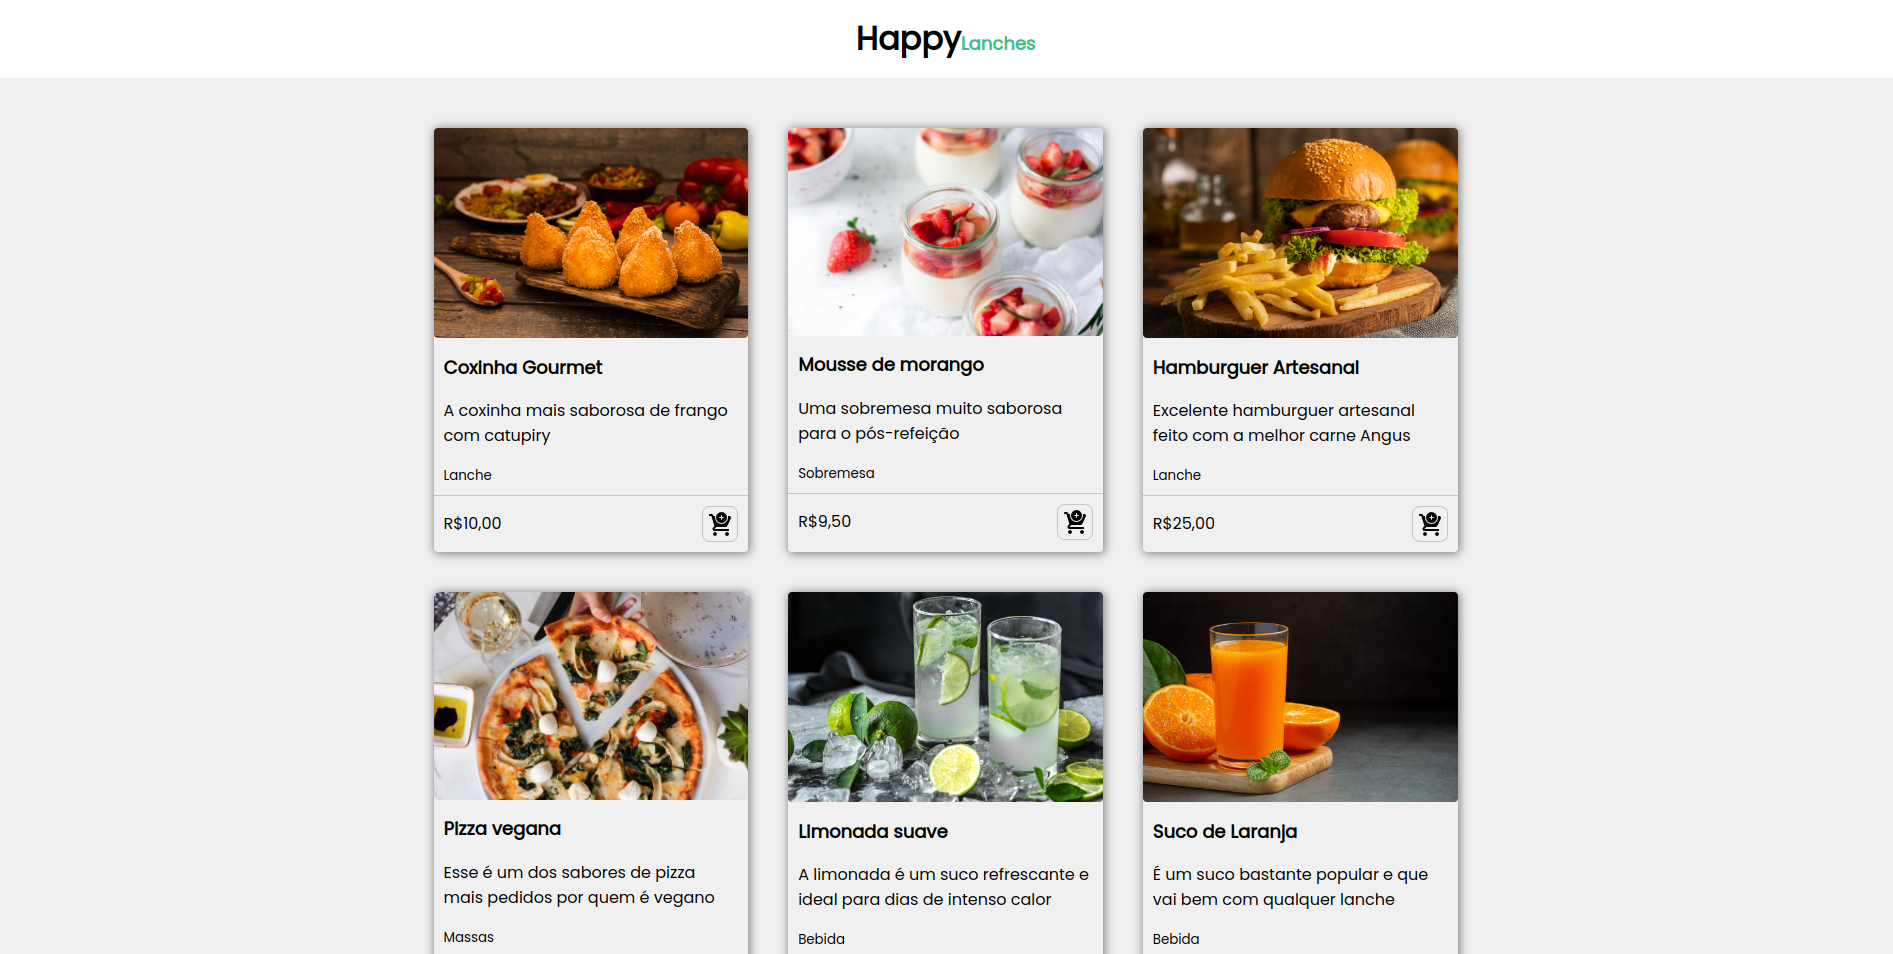 HappyLanches
Coxinha Gourmet
A coxinha mais saborosa de frango
com catupiry
Lanche
R$10,00
Mousse de morango
Uma sobremesa muito saborosa
para o pós-refeição
Sobremesa
R$9,50
Hamburguer Artesanal
Excelente hamburguer artesanal
feito com a melhor carne Angus
Lanche
R$25,00
Pizza vegana
Esse é um dos sabores de pizza
mais pedidos por quem é vegano
Massas
Limonada suave
A limonada é um suco refrescante e
ideal para dias de intenso calor
Bebida
Suco de Laranja
É um suco bastante popular e que
vai bem com qualquer lanche
Bebida